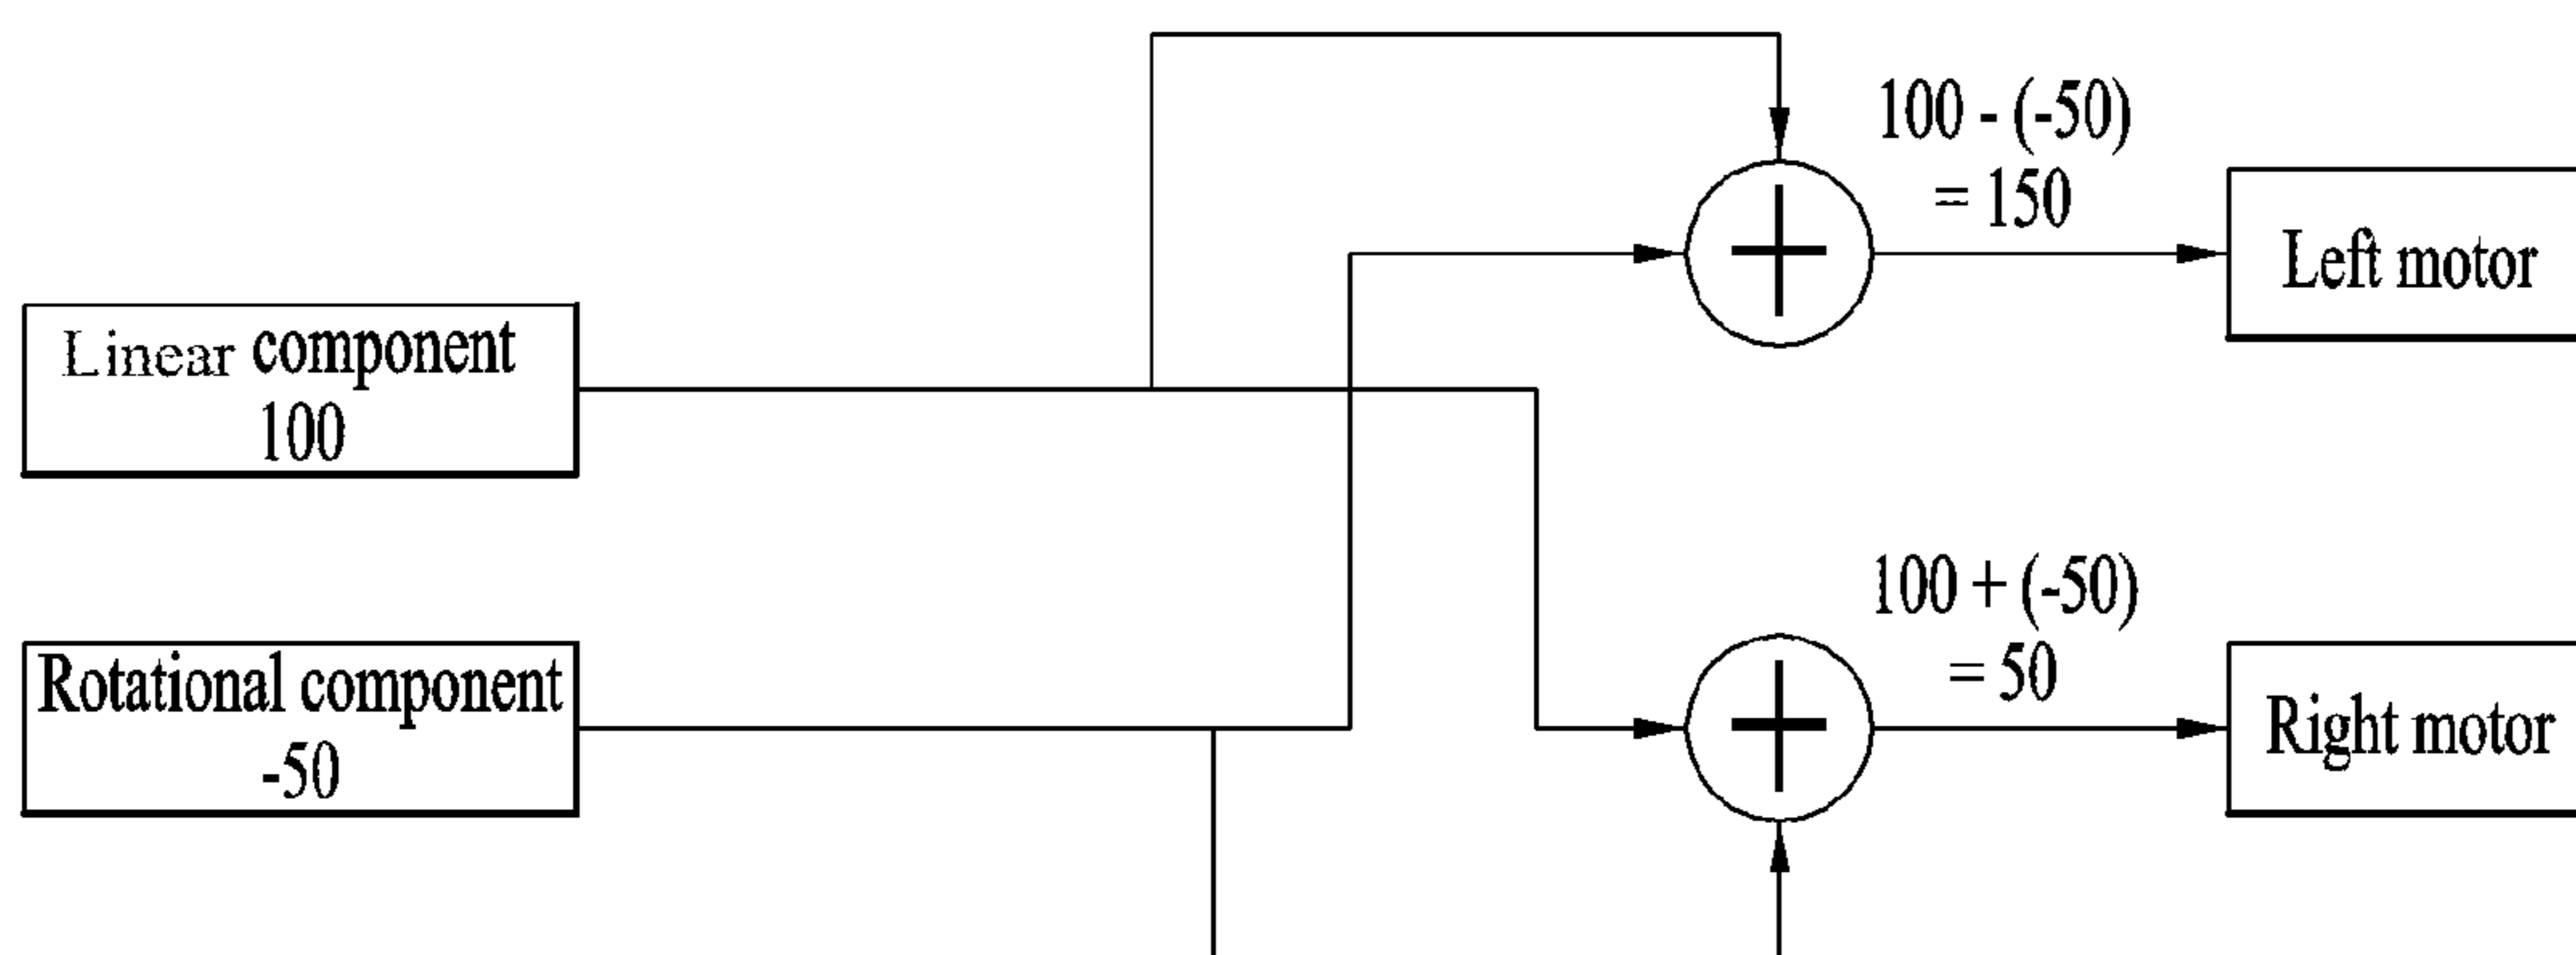 100 - (-50)
= 150
Left motor
Linear component
100
100 + (-50)
= 50
Rotational component
-50
Right motor